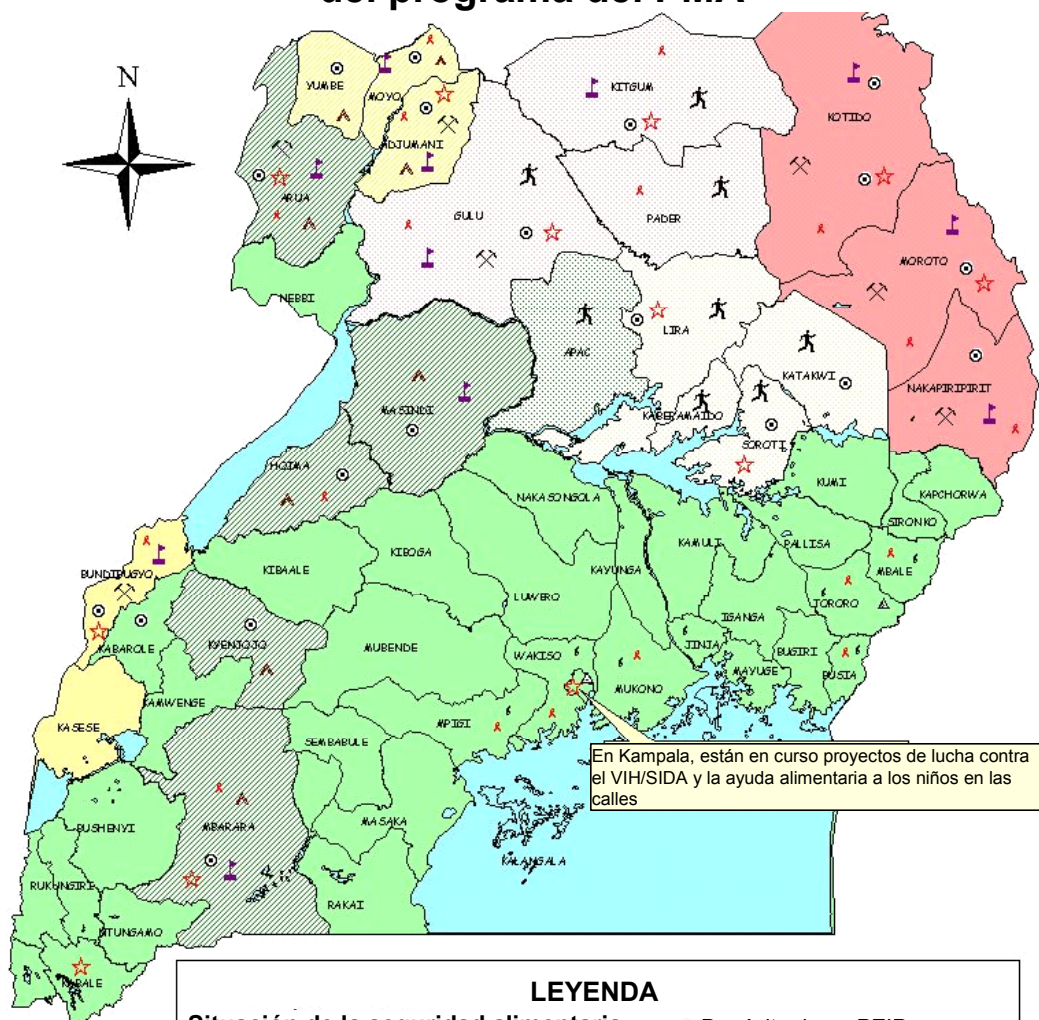 del programa del PMA
N
YUMBE
MOYO
ADJUMANI
KITGUM
KOTIDO
ARUA
GULU
PADER
MOROTO
NEBBI
LIRA
APAC
KATAKWI
NAKAPIRIPIRIT
MASINDI
KABERAMAIDO
SOROTI
HOIMA
KUMI
KAPCHORWA
NAKASONGOLA
SIRONKO
KAMULI
PALLISA
KIBOGA
BUNDIBUGYO
KIBAALE
KAYUNGA
MBALE
LUWERO
TORORO
IGANGA
KABAROLE
KYENJOJO
MUBENDE
WAKISO
JINJA
BUGIRI
MAYUGE
BUSIA
MUKONO
KAMWENGE
KASESE
MPIGI
SEMBABULE
En Kampala, están en curso proyectos de lucha contra
el VIH/SIDA y la ayuda alimentaria a los niños en las
calles
BUSHENYI
MBARARA
MASAKA
KALANGALA
RUKUNGIRI
RAKAI
NTUNGAMO
KABALE
LEYENDA